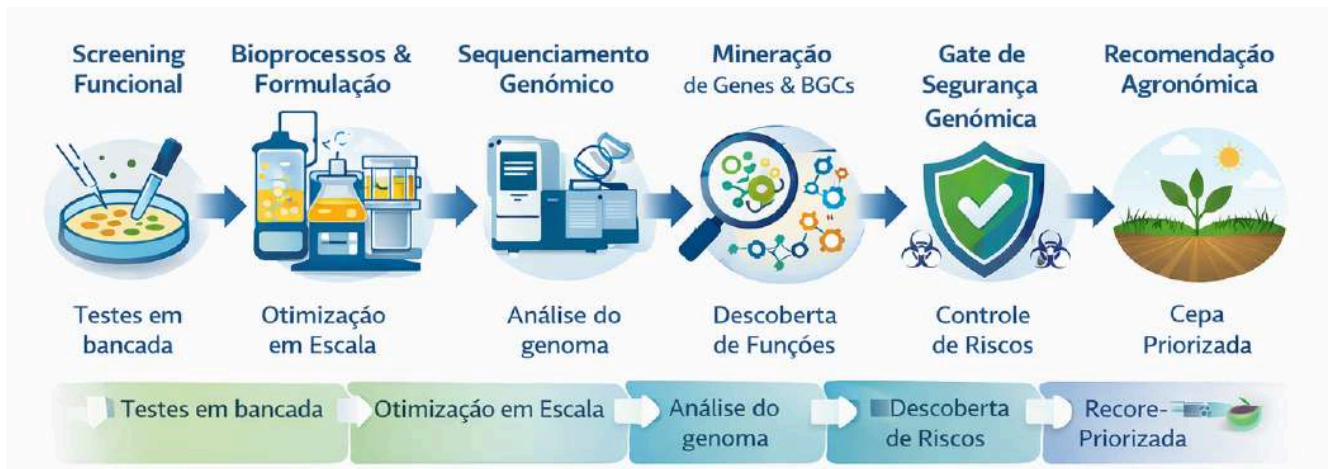 Screening
Funcional
Bioprocessos &
Formulação
Sequenciamento
Genómico
Mineração
de Genes & BGCs
Gate de
Segurança
Genómica
Recomendação
Agronómica
Testes em
bancada
Otimização
em Escala
Análise do
genoma
Descoberta
de Funções
Controle
de Riscos
Cepa
Priorizada
Testes em bancada
Otimização em Escala
Análise do
genoma
Descoberta
de Riscos
Recore-
Priorizada